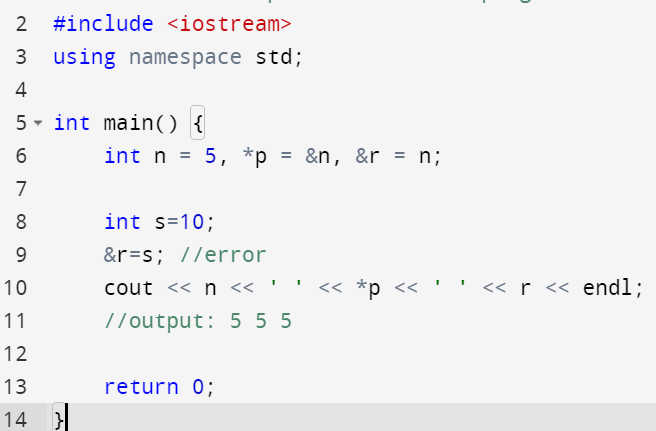 2 #include <iostream>
3 using namespace std;
4
5 int main() {
6 int n = 5, *p = &n, &r = n;
7
8 int s=10;
9 &r=s; //error
10 cout << n << ' ' << *p << ' ' << r << endl;
11 //output: 5 5 5
12
13 return 0;
14 }